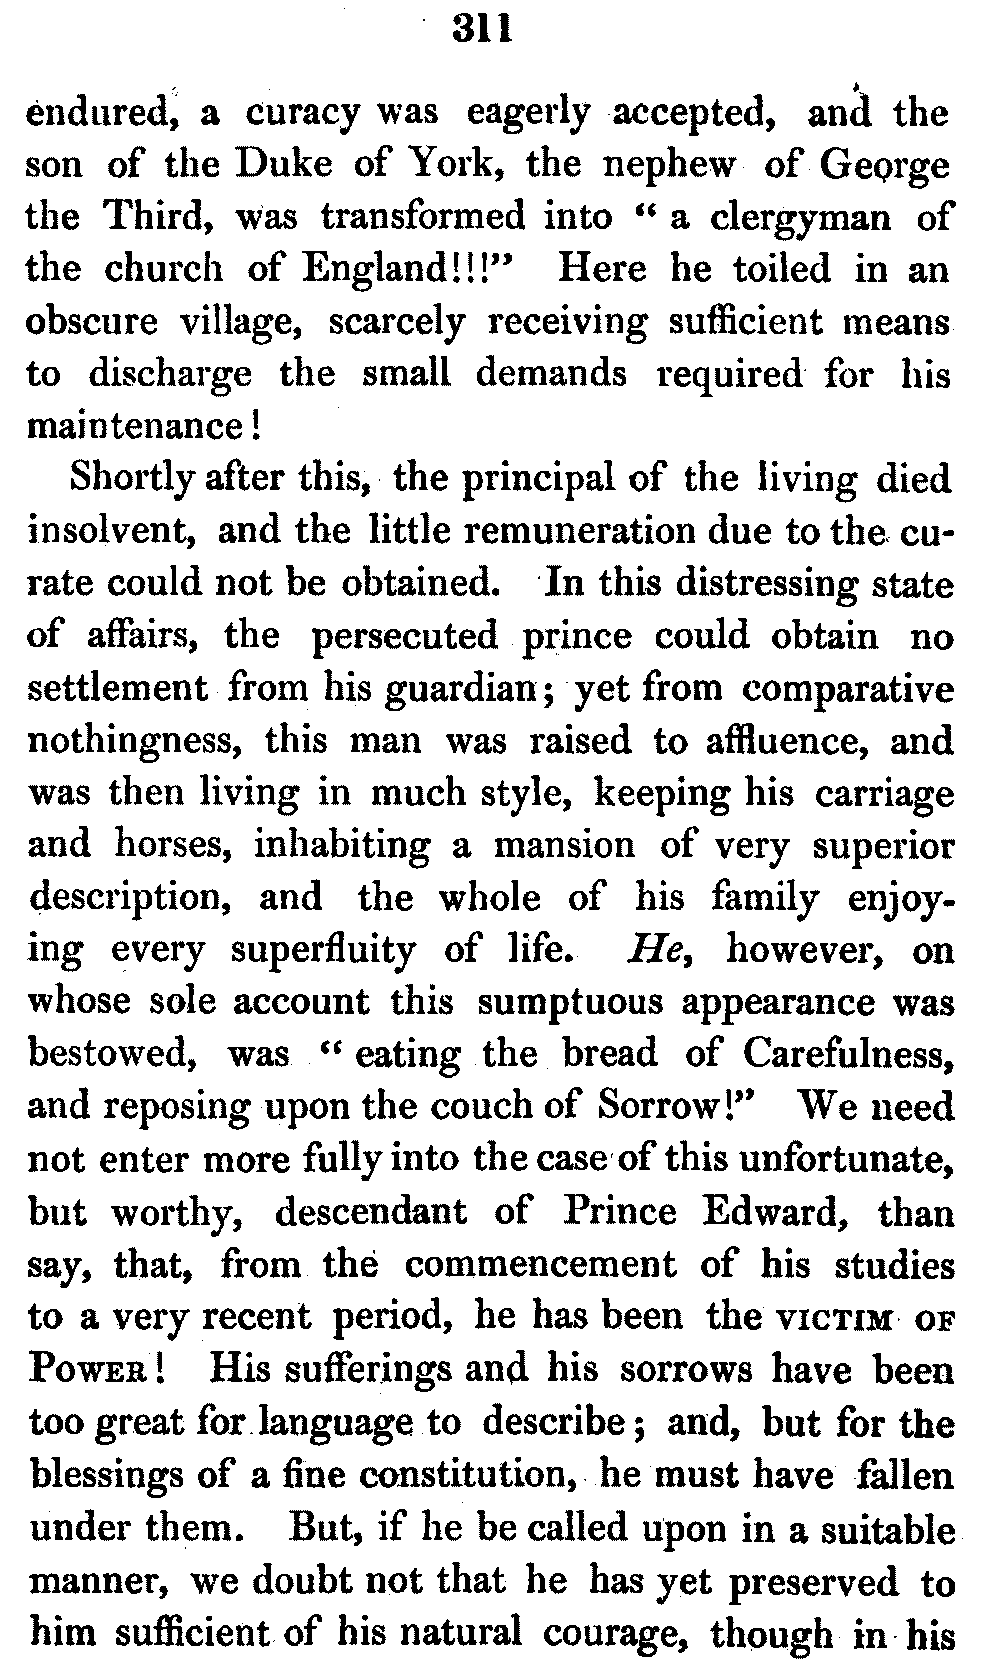 311
endured, a curacy was eagerly accepted, and the
son of the Duke of York, the nephew of George
the Third, was transformed into “ a clergyman of
the church of England!!!” Here he toiled in an
obscure village, scarcely receiving sufficient means
to discharge the small demands required for his
maintenance !
Shortly after this, the principal of the living died
insolvent, and the little remuneration due to the cu-
rate could not be obtained. In this distressing state
of affairs, the persecuted prince could obtain no
settlement from his guardian; yet from comparative
nothingness, this man was raised to affluence, and
was then living in much style, keeping his carriage
and horses, inhabiting a mansion of very superior
description, and the whole of his family enjoy-
ing every superfluity of life. He, however, on
whose sole account this sumptuous appearance was
bestowed, was “ eating the bread of Carefulness,
and reposing upon the couch of Sorrow!” We need
not enter more fully into the case of this unfortunate,
but worthy, descendant of Prince Edward, than
say, that, from the commencement of his studies
to a very recent period, he has been the VICTIM OF
POWER ! His sufferings and his sorrows have been
too great for language to describe ; and, but for the
blessings of a fine constitution, he must have fallen
under them. But, if he be called upon in a suitable
manner, we doubt not that he has yet preserved to
him sufficient of his natural courage, though in his